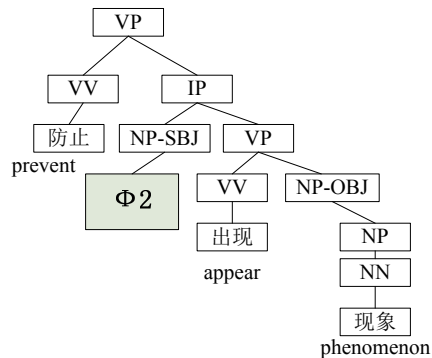 VP
VV IP
防止 NP-SBJ VP
prevent
Φ2 VV NP-OBJ
出现 NP
appear
NN
现象
phenomenon